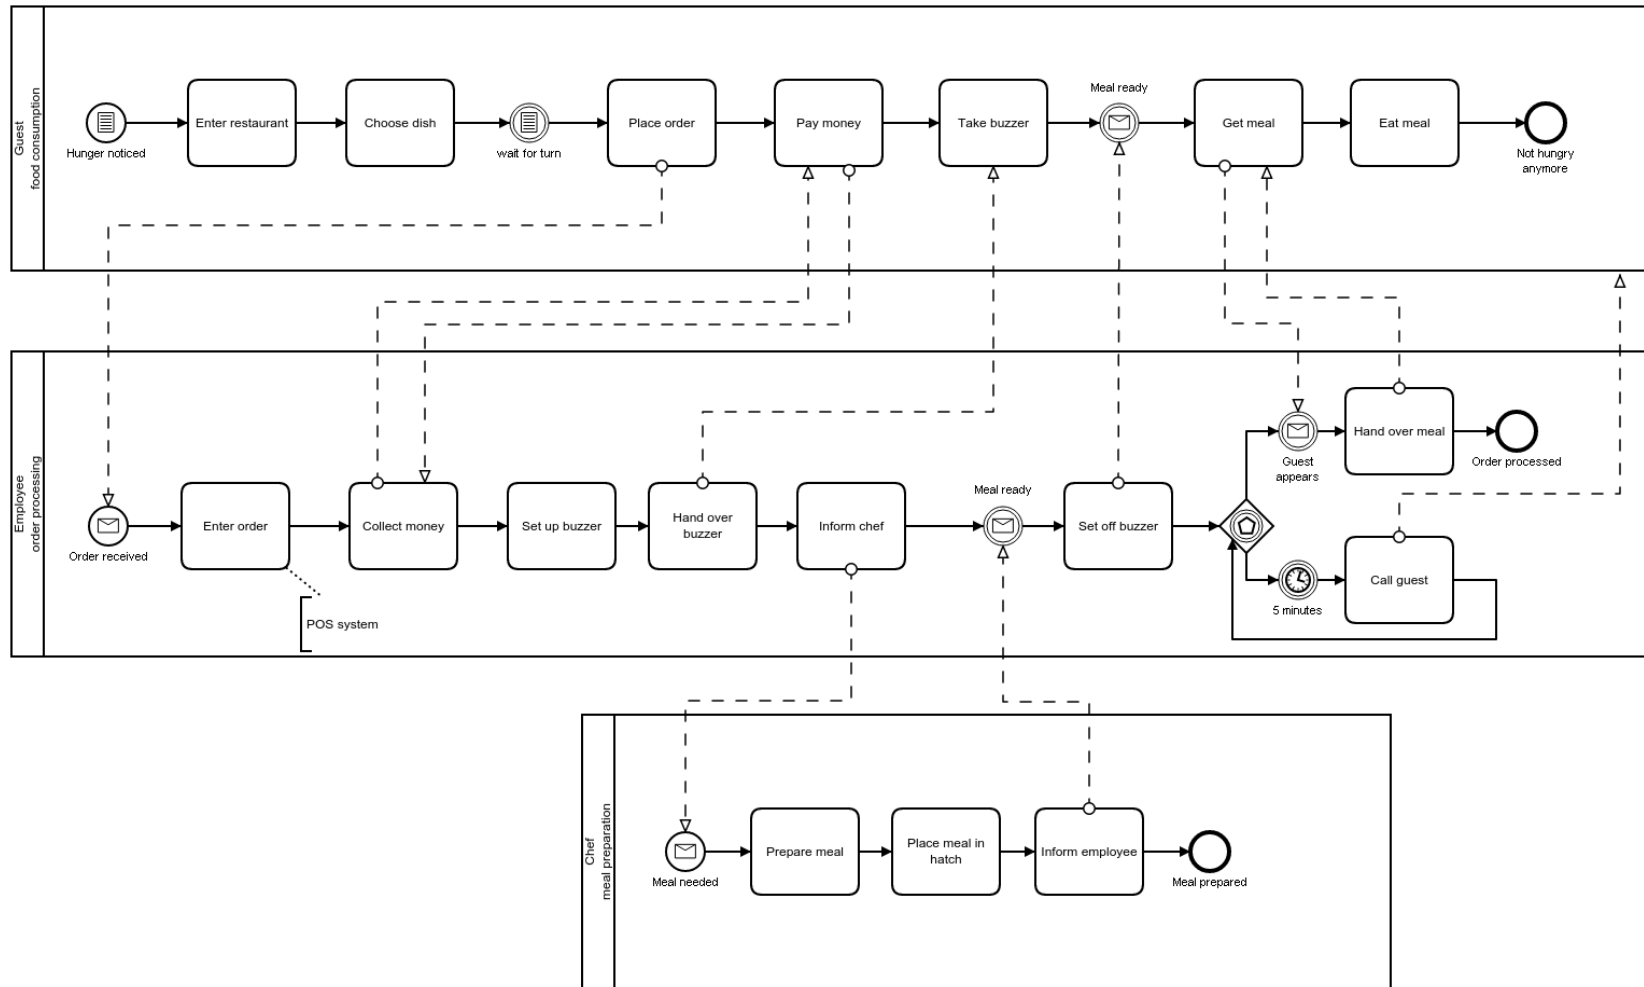 Guest
food consumption
Hunger noticed
Enter restaurant
Choose dish
wait for turn
Place order
Pay money
Take buzzer
Meal ready
Get meal
Eat meal
Not hungry
anymore
Employee
order processing
Order received
Enter order
POS system
Collect money
Set up buzzer
Hand over
buzzer
Inform chef
Meal ready
Set off buzzer
Guest
appears
Hand over meal
Order processed
5 minutes
Call guest
Chef
meal preparation
Meal needed
Prepare meal
Place meal in
hatch
Inform employee
Meal prepared